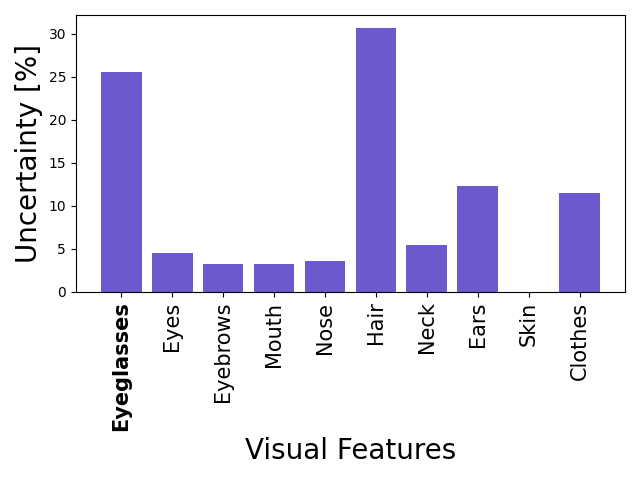 Uncertainty [%]
30
25
20
15
10
5
0
Eyeglasses
Eyes
Eyebrows
Mouth
Nose
Hair
Neck
Ears
Skin
Clothes
Visual Features